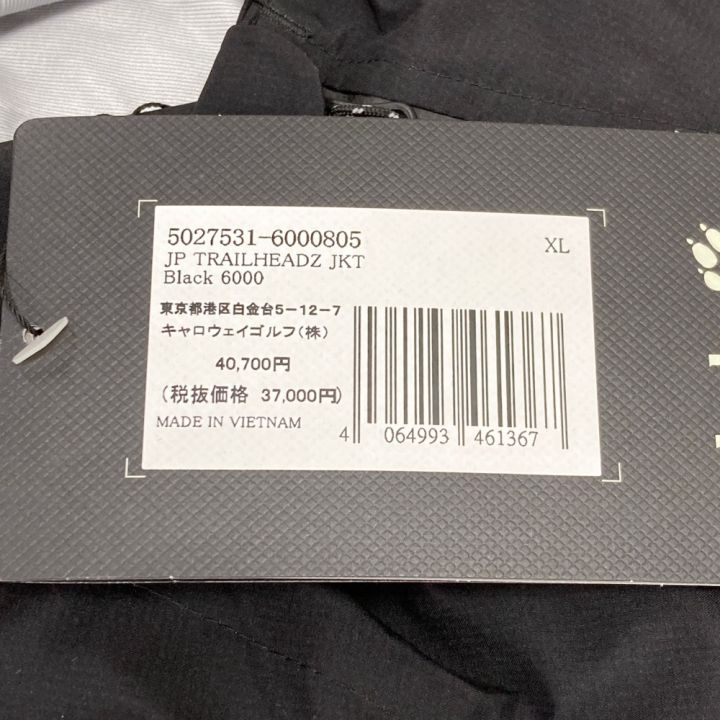 5027531-6000805
XL
JP TRAILHEADZ JKT
Black 6000
東京都港区白金台5−12−7
キャロウェイゴルフ(株)
40,700円
(税抜価格 37,000円)
MADE IN VIETNAM
4 064993 461367